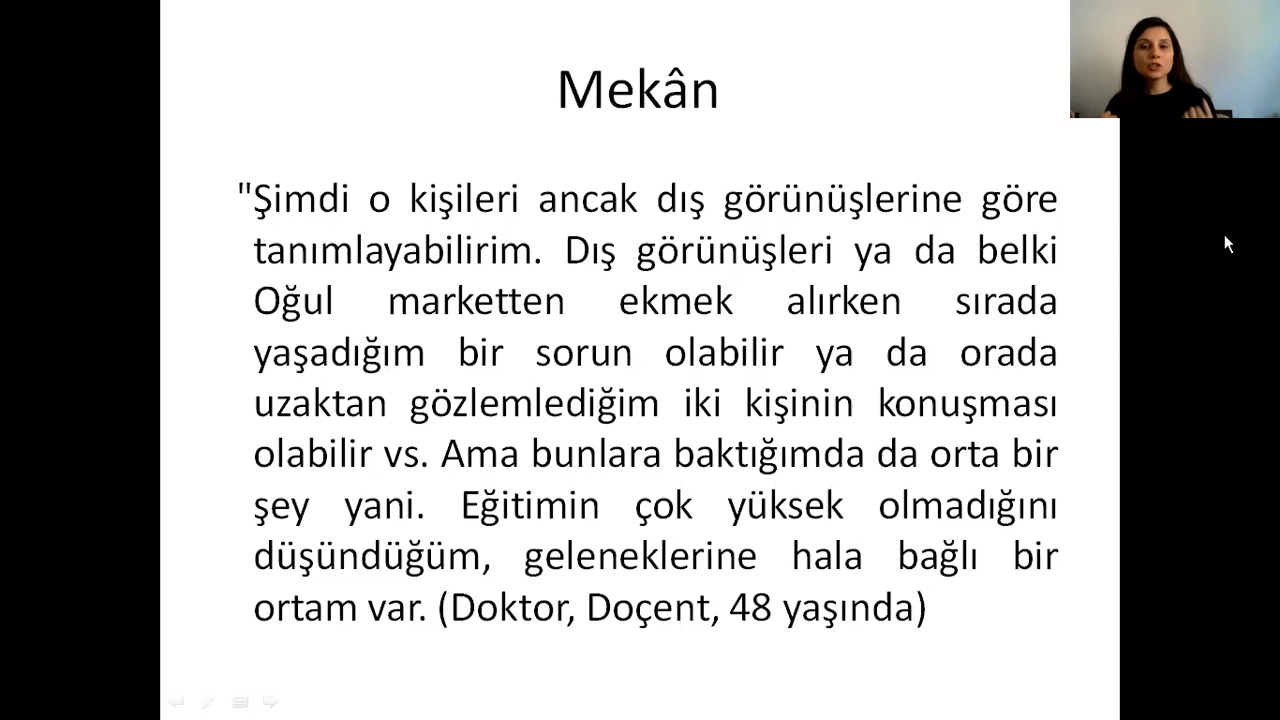 Mekân
"Şimdi o kişileri ancak dış görünüşlerine göre
tanımlayabilirim. Dış görünüşleri ya da belki
Oğul marketten ekmek alırken sırada
yaşadığım bir sorun olabilir ya da orada
uzaktan gözlemlediğim iki kişinin konuşması
olabilir vs. Ama bunlara baktığımda da orta bir
şey yani. Eğitimin çok yüksek olmadığını
düşündüğüm, geleneklerine hala bağlı bir
ortam var. (Doktor, Doçent, 48 yaşında)